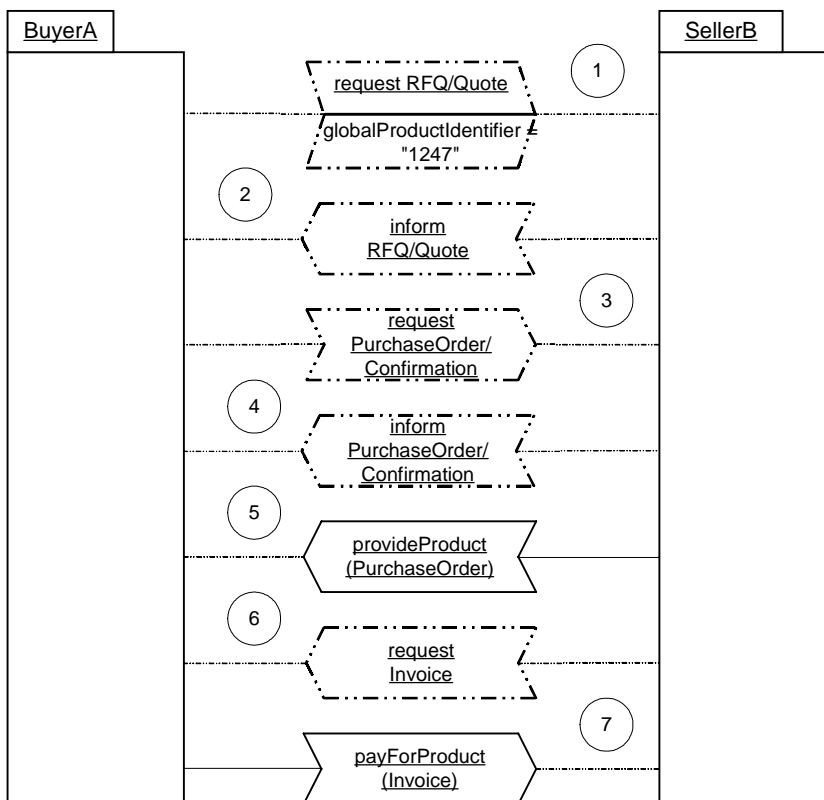 BuyerA
SellerB
1
request RFQ/Quote
globalProductIdentifier =
"1247"
2
inform
RFQ/Quote
3
request
PurchaseOrder/
Confirmation
4
inform
PurchaseOrder/
Confirmation
5
provideProduct
(PurchaseOrder)
6
request
Invoice
7
payForProduct
(Invoice)